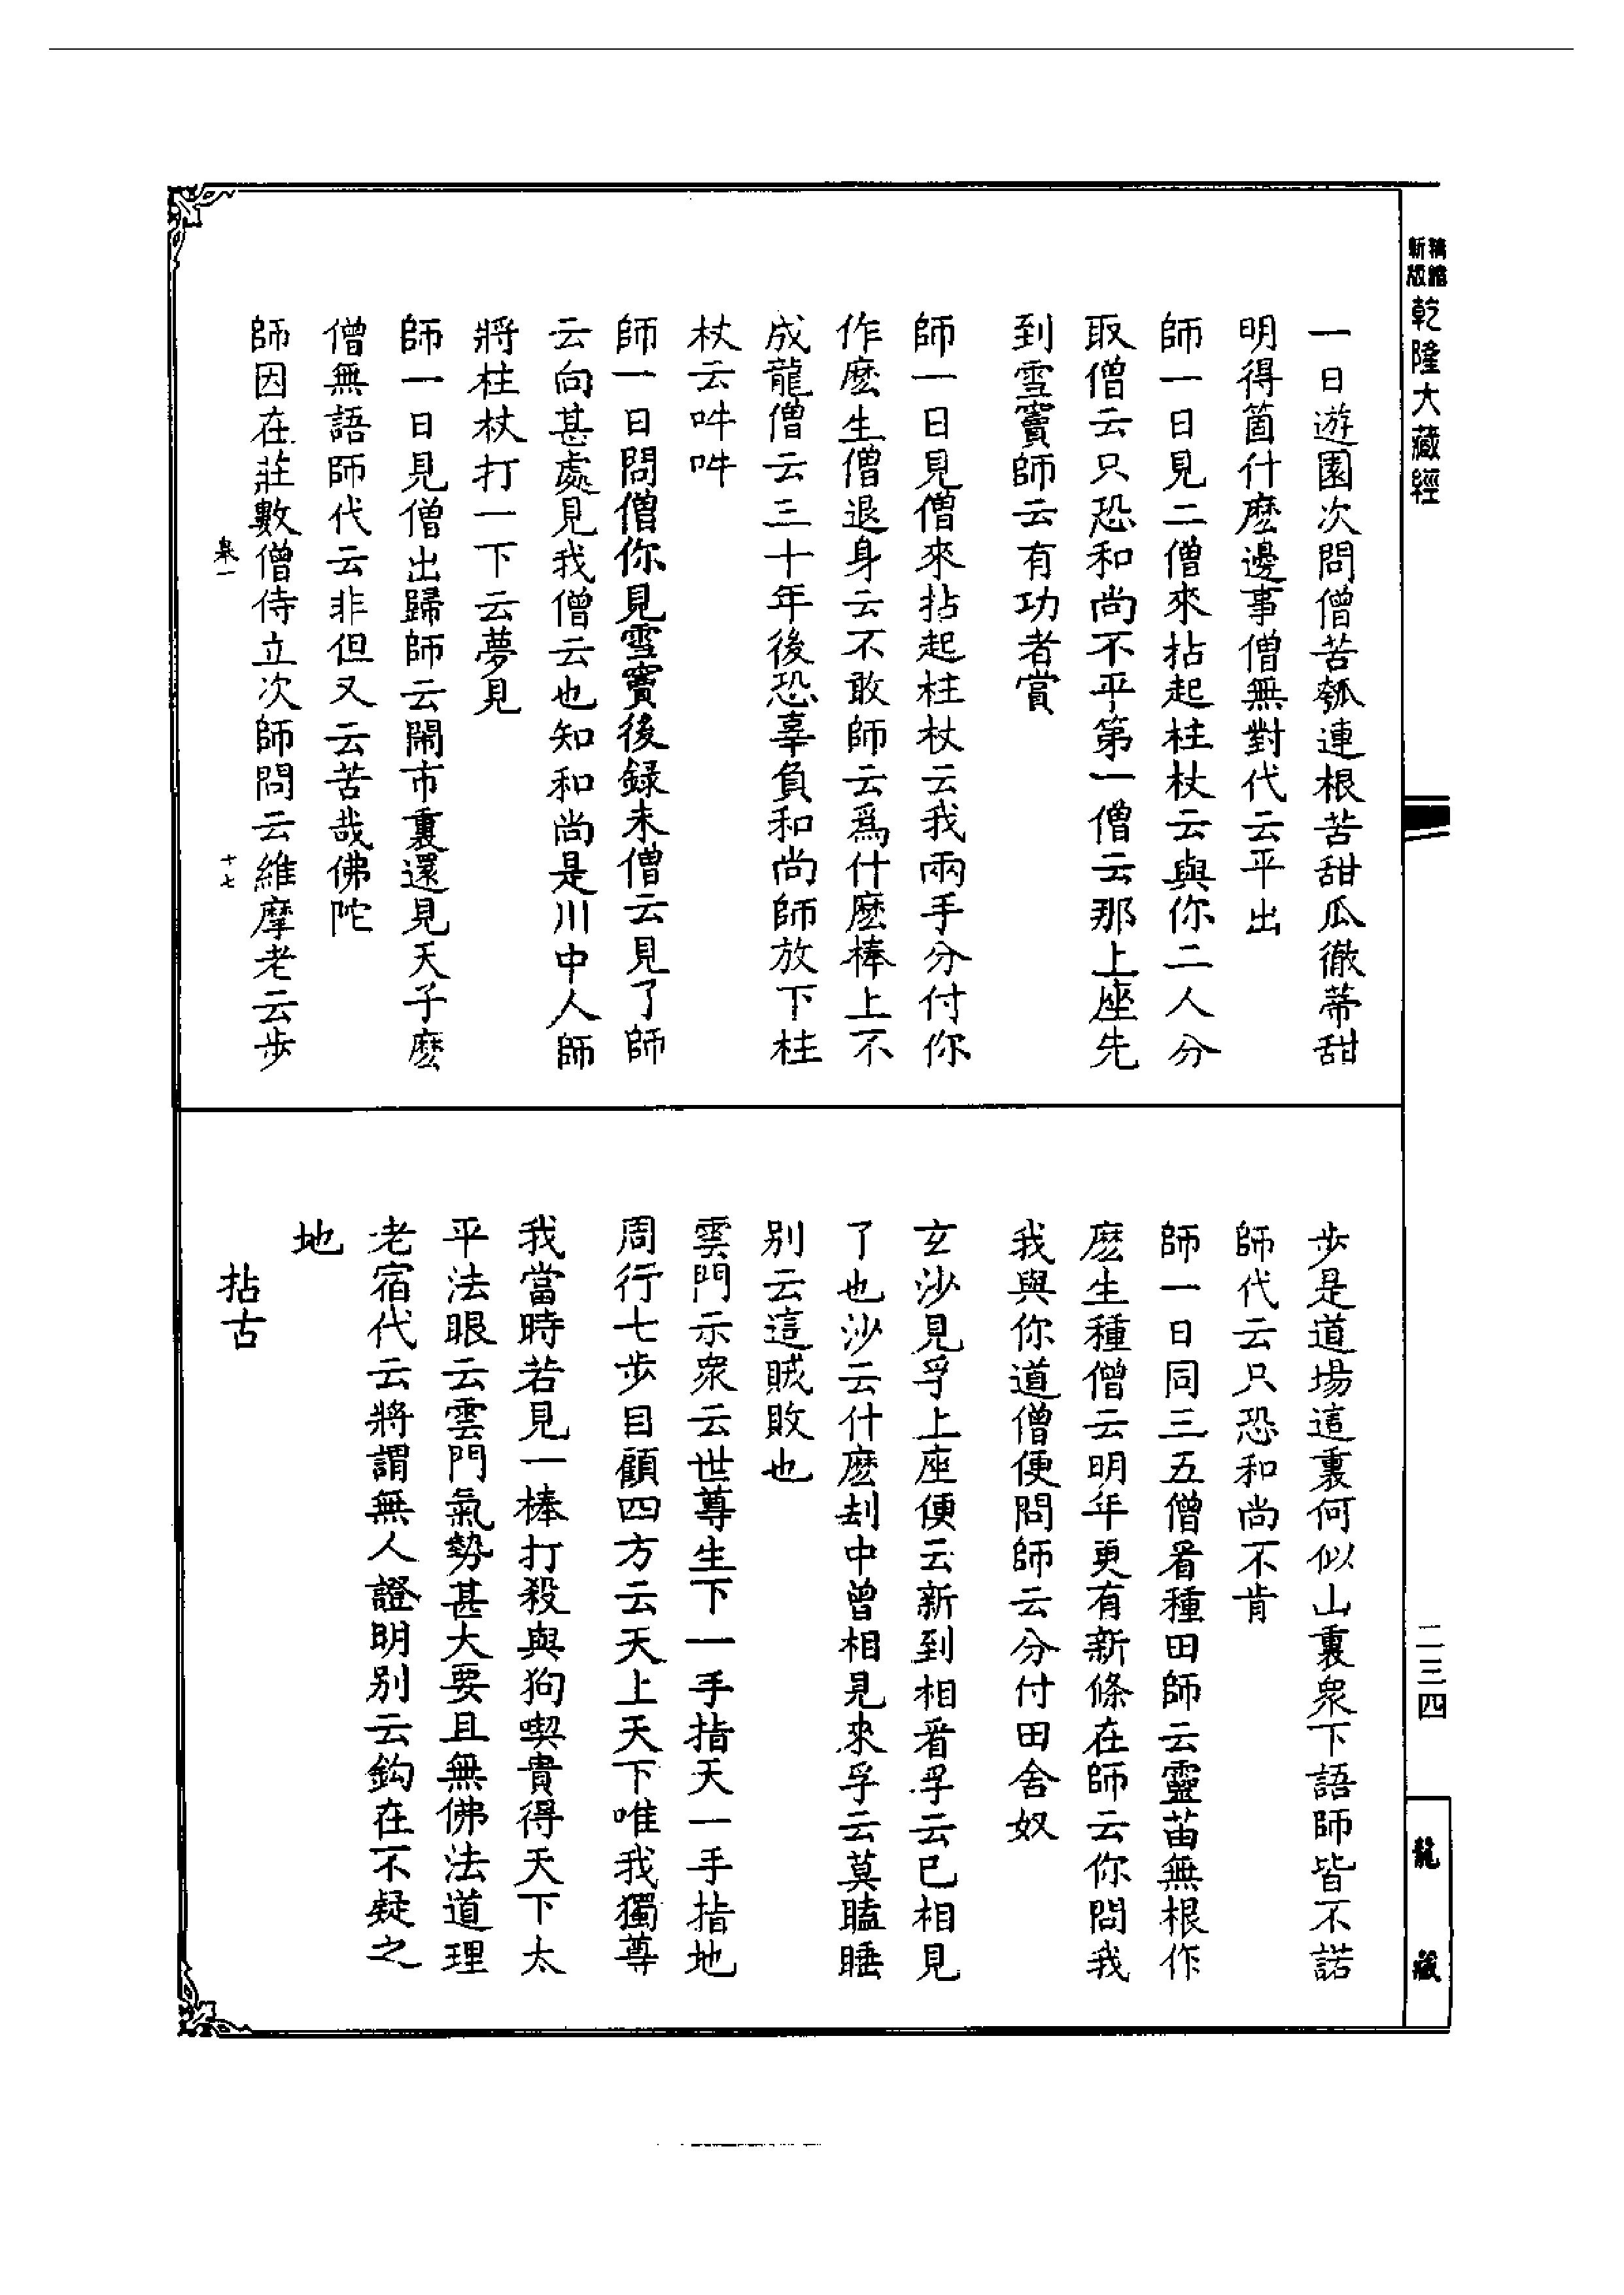 精縮
新版
乾隆大藏經
一日遊園次問僧苦瓠連根苦甜瓜徹蒂甜
明得箇什麽邊事僧無對代云平出
師一日見二僧來拈起柱杖云與你二人分
取僧云只恐和尚不平第一僧云那上座先
到雪竇師云有功者賞
師一日見僧來拈起柱杖云我兩手分付你
作麽生僧退身云不敢師云爲什麽棒上不
成龍僧云三十年後恐辜負和尚師放下柱
杖云吽吽
師一日問僧你見雪竇後録未僧云見了師
云向甚處見我僧云也知和尚是川中人師
將柱杖打一下云夢見
師一日見僧出歸師云閙市裏還見天子麽
僧無語師代云非但又云苦哉佛陀
師因在莊數僧侍立次師問云維摩老云步
十七
步是道場這裏何似山裏衆下語師皆不諾
師代云只恐和尚不肯
師一日同三五僧看種田師云靈苗無根作
麽生種僧云明年更有新條在師云你問我
我與你道僧便問師云分付田舍奴
玄沙見孚上座便云新到相看孚云已相見
了也沙云什麽刦中曾相見來孚云莫瞌睡
别云這賊敗也
雲門示衆云世尊生下一手指天一手指地
周行七步目顧四方云天上天下唯我獨尊
我當時若見一棒打殺與狗喫貴得天下太
平法眼云雲門氣勢甚大要且無佛法道理
老宿代云將謂無人證明别云鈎在不疑之
地
拈古
二三四
龍藏